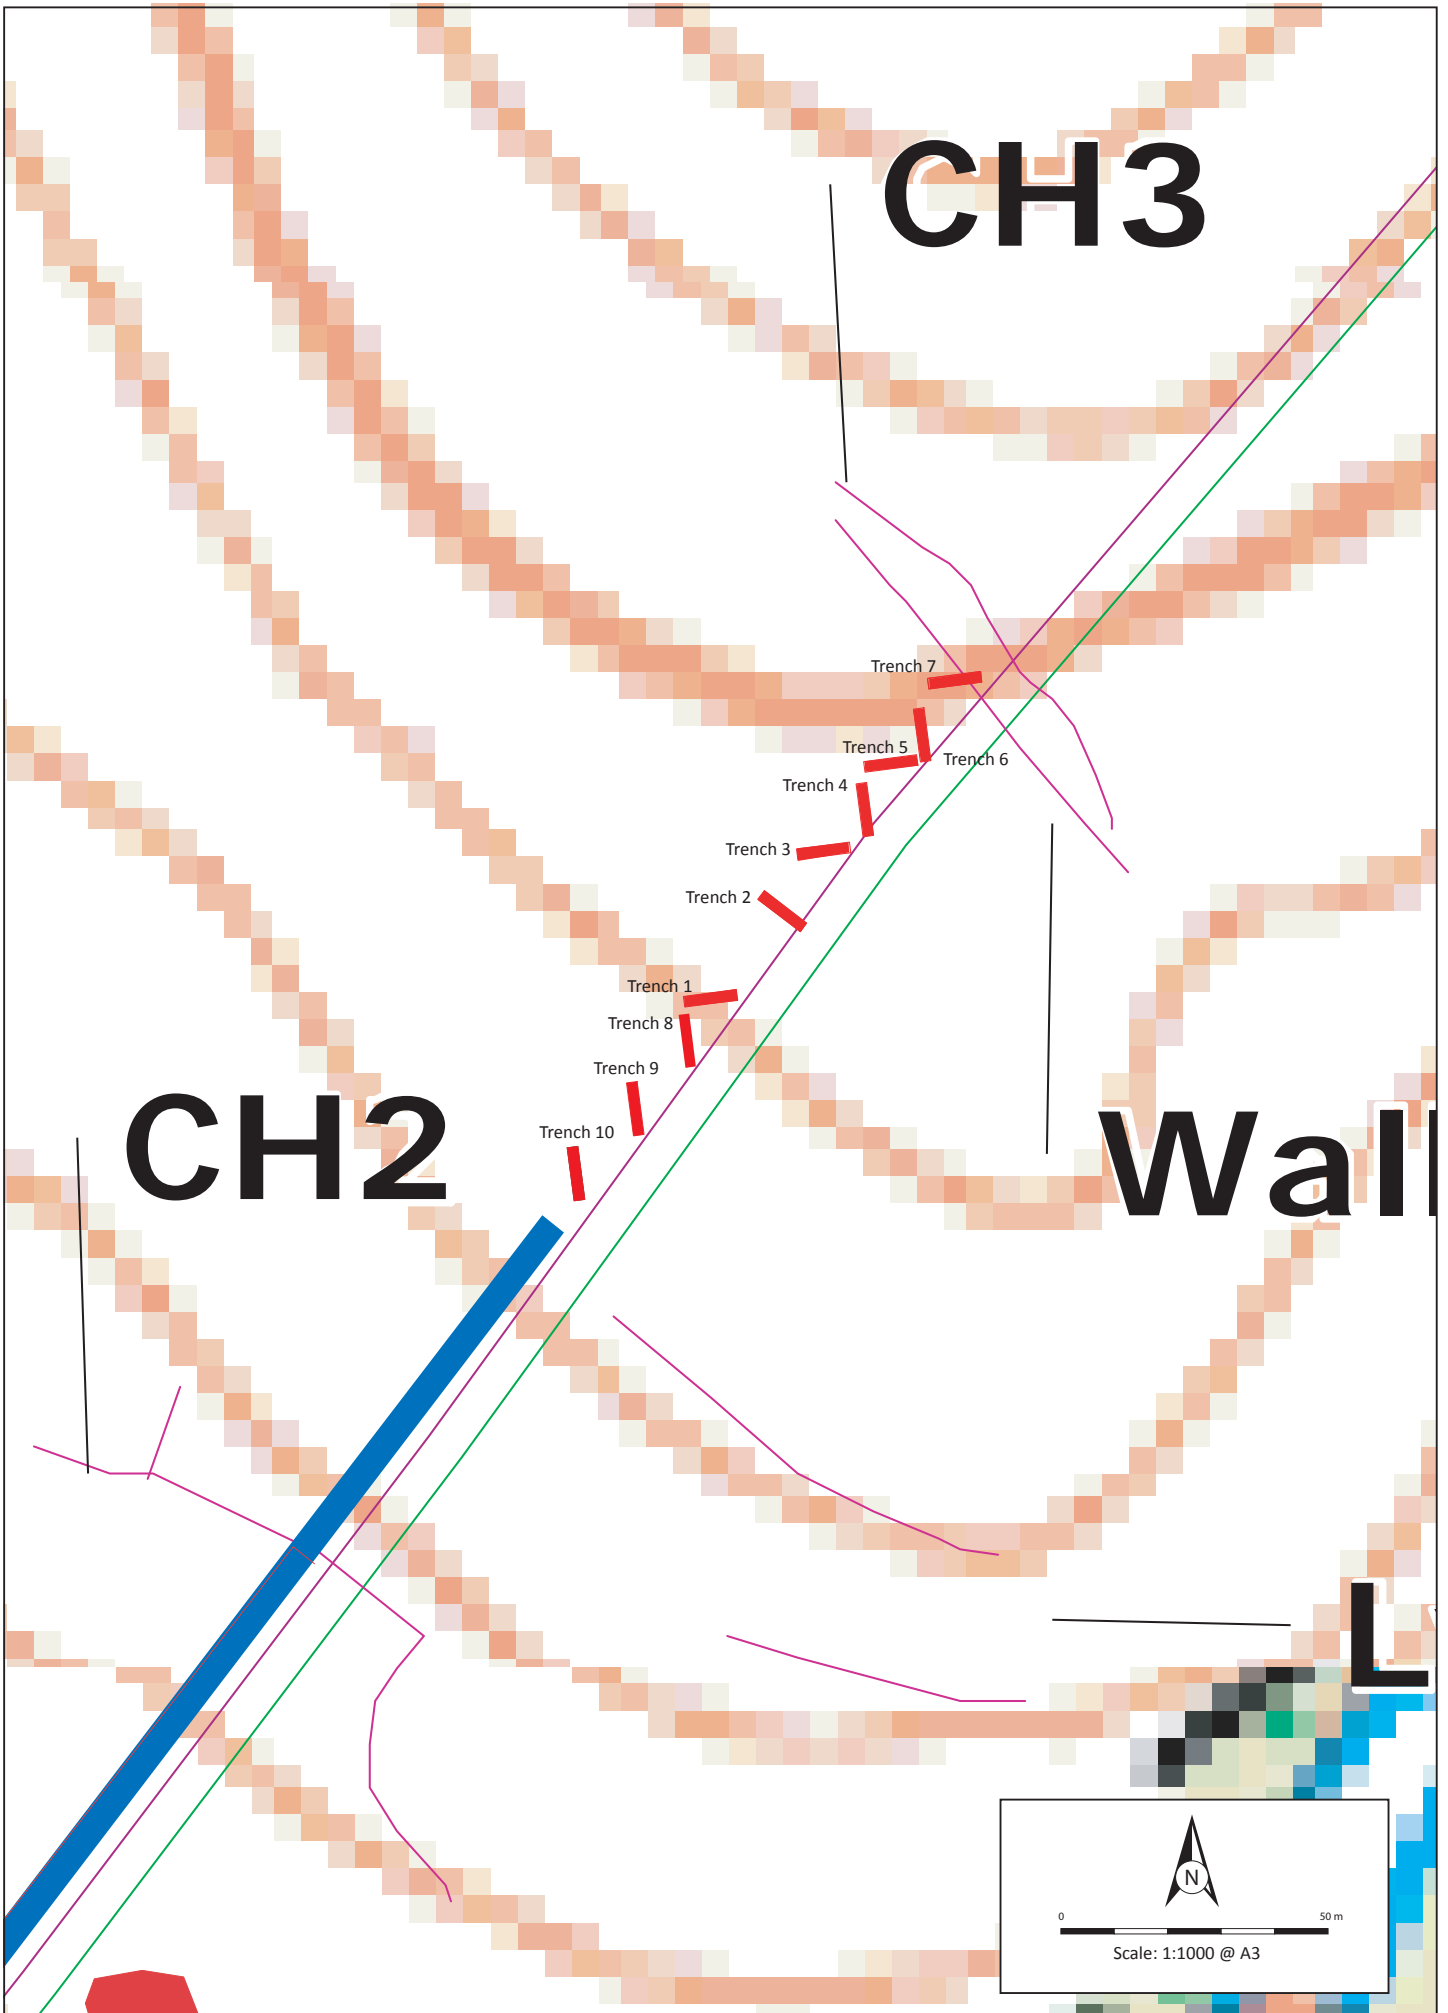 CH3
Trench 7
Trench 5
Trench 6
Trench 4
Trench 3
Trench 2
Trench 1
Trench 8
Trench 9
CH2
Trench 10
Wall
L
N
0 50 m
Scale: 1:1000 @ A3